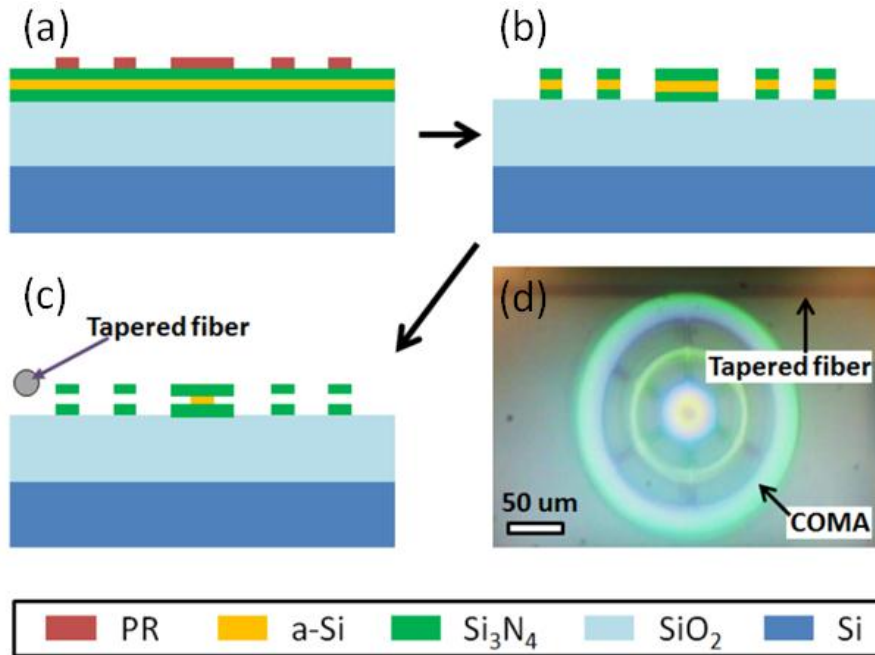 (a)
(b)
(c)
Tapered fiber
(d)
Tapered fiber
50 um
COMA
PR a-Si Si₃N₄ SiO₂ Si